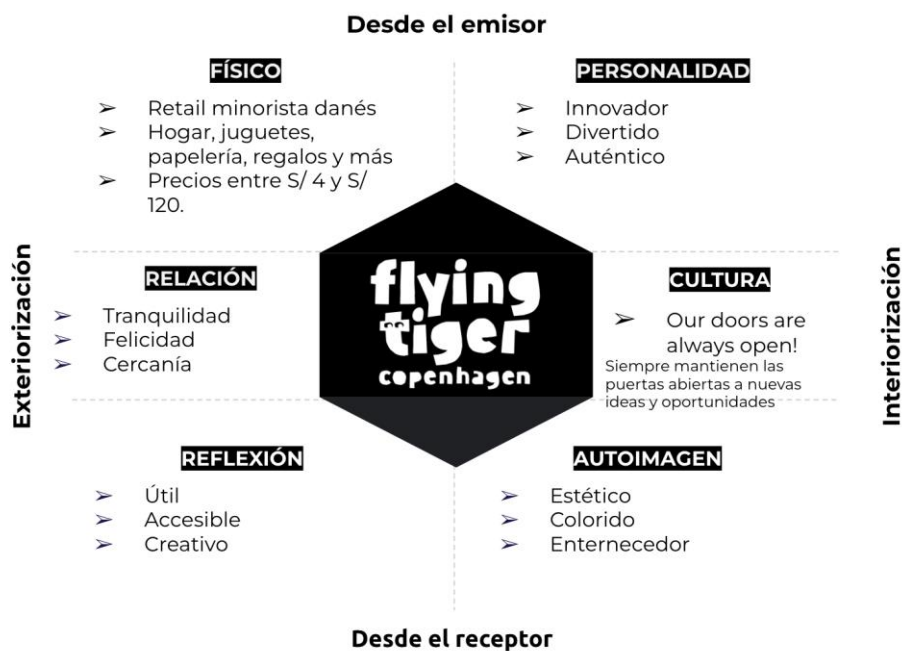 Desde el emisor
FÍSICO
➢ Retail minorista danés
➢ Hogar, juguetes,
papelería, regalos y más
➢ Precios entre S/ 4 y S/
120.
PERSONALIDAD
➢ Innovador
➢ Divertido
➢ Auténtico
Exteriorización
RELACIÓN
➢ Tranquilidad
➢ Felicidad
➢ Cercanía
flying
tiger
copenhagen
CULTURA
➢ Our doors are
always open!
Siempre mantienen las
puertas abiertas a nuevas
ideas y oportunidades
Interiorización
REFLEXIÓN
➢ Útil
➢ Accesible
➢ Creativo
AUTOIMAGEN
➢ Estético
➢ Colorido
➢ Enternecedor
Desde el receptor